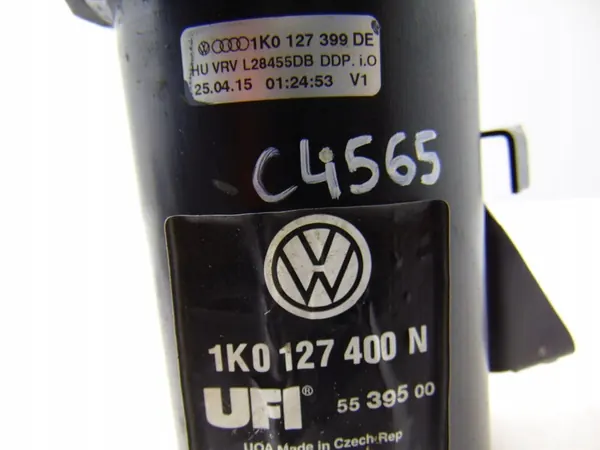 1K0 127 399 DE
HU VRV L28455DB DDP. i.O
25.04.15 01:24:53 V1
C4565
1K0 127 400 N
UFI® 55 395 00
UQA Made in Czech Rep